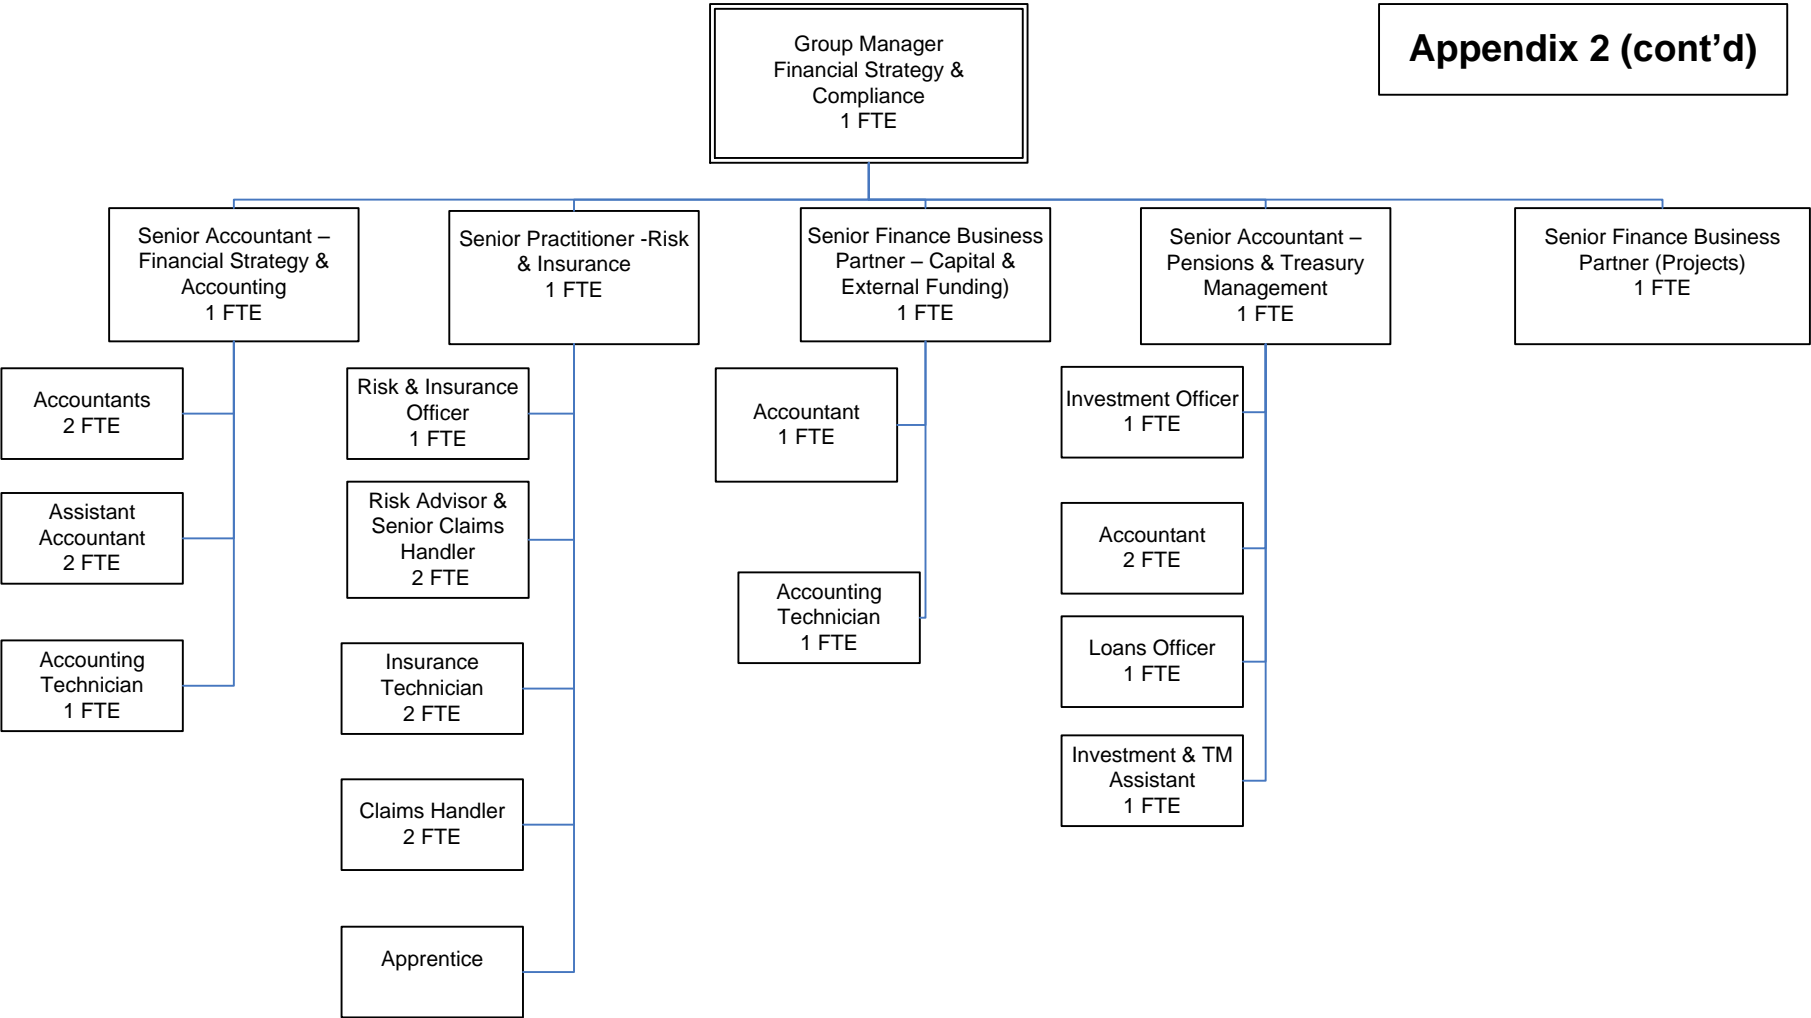 Group Manager
Financial Strategy &
Compliance
1 FTE
Appendix 2 (cont’d)
Senior Accountant –
Financial Strategy &
Accounting
1 FTE
Senior Practitioner -Risk
& Insurance
1 FTE
Senior Finance Business
Partner – Capital &
External Funding)
1 FTE
Senior Accountant –
Pensions & Treasury
Management
1 FTE
Senior Finance Business
Partner (Projects)
1 FTE
Accountants
2 FTE
Assistant
Accountant
2 FTE
Accounting
Technician
1 FTE
Risk & Insurance
Officer
1 FTE
Risk Advisor &
Senior Claims
Handler
2 FTE
Insurance
Technician
2 FTE
Claims Handler
2 FTE
Apprentice
Accountant
1 FTE
Accounting
Technician
1 FTE
Investment Officer
1 FTE
Accountant
2 FTE
Loans Officer
1 FTE
Investment & TM
Assistant
1 FTE